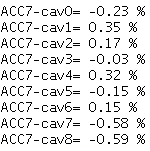 ACC7-cav0= -0.23 %
ACC7-cav1= 0.35 %
ACC7-cav2= 0.17 %
ACC7-cav3= -0.03 %
ACC7-cav4= 0.32 %
ACC7-cav5= -0.15 %
ACC7-cav6= 0.15 %
ACC7-cav7= -0.58 %
ACC7-cav8= -0.59 %